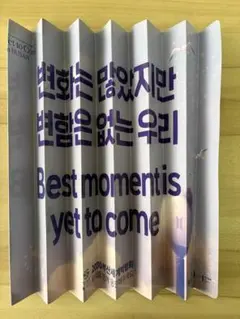 변화는 많았지만
변함은 없는 우리
Best moment is
yet to come